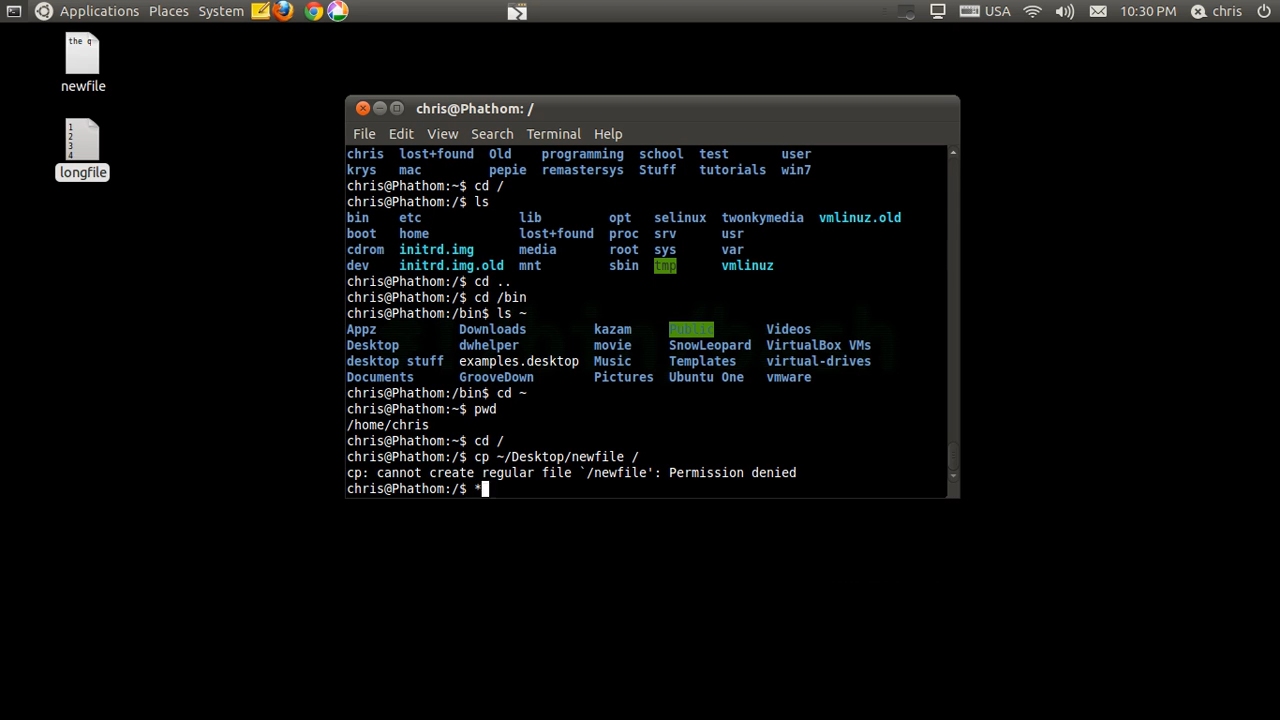 Applications Places System USA 10:30 PM chris
the q
newfile
1
2
3
4
longfile
chris@Phathom: /
File Edit View Search Terminal Help
chris lost+found Old programming school test user
krys mac pepie remastersys Stuff tutorials win7
chris@Phathom:~$ cd /
chris@Phathom:/$ ls
bin etc lib opt selinux twonkymedia vmlinuz.old
boot home lost+found proc srv usr
cdrom initrd.img media root sys var
dev initrd.img.old mnt sbin tmp vmlinuz
chris@Phathom:/$ cd ..
chris@Phathom:/$ cd /bin
chris@Phathom:/bin$ ls ~
Appz Downloads kazam Public Videos
Desktop dwhelper movie SnowLeopard VirtualBox VMs
desktop stuff examples.desktop Music Templates virtual-drives
Documents GrooveDown Pictures Ubuntu One vmware
chris@Phathom:/bin$ cd ~
chris@Phathom:~$ pwd
/home/chris
chris@Phathom:~$ cd /
chris@Phathom:/$ cp ~/Desktop/newfile /
cp: cannot create regular file `/newfile': Permission denied
chris@Phathom:/$ *